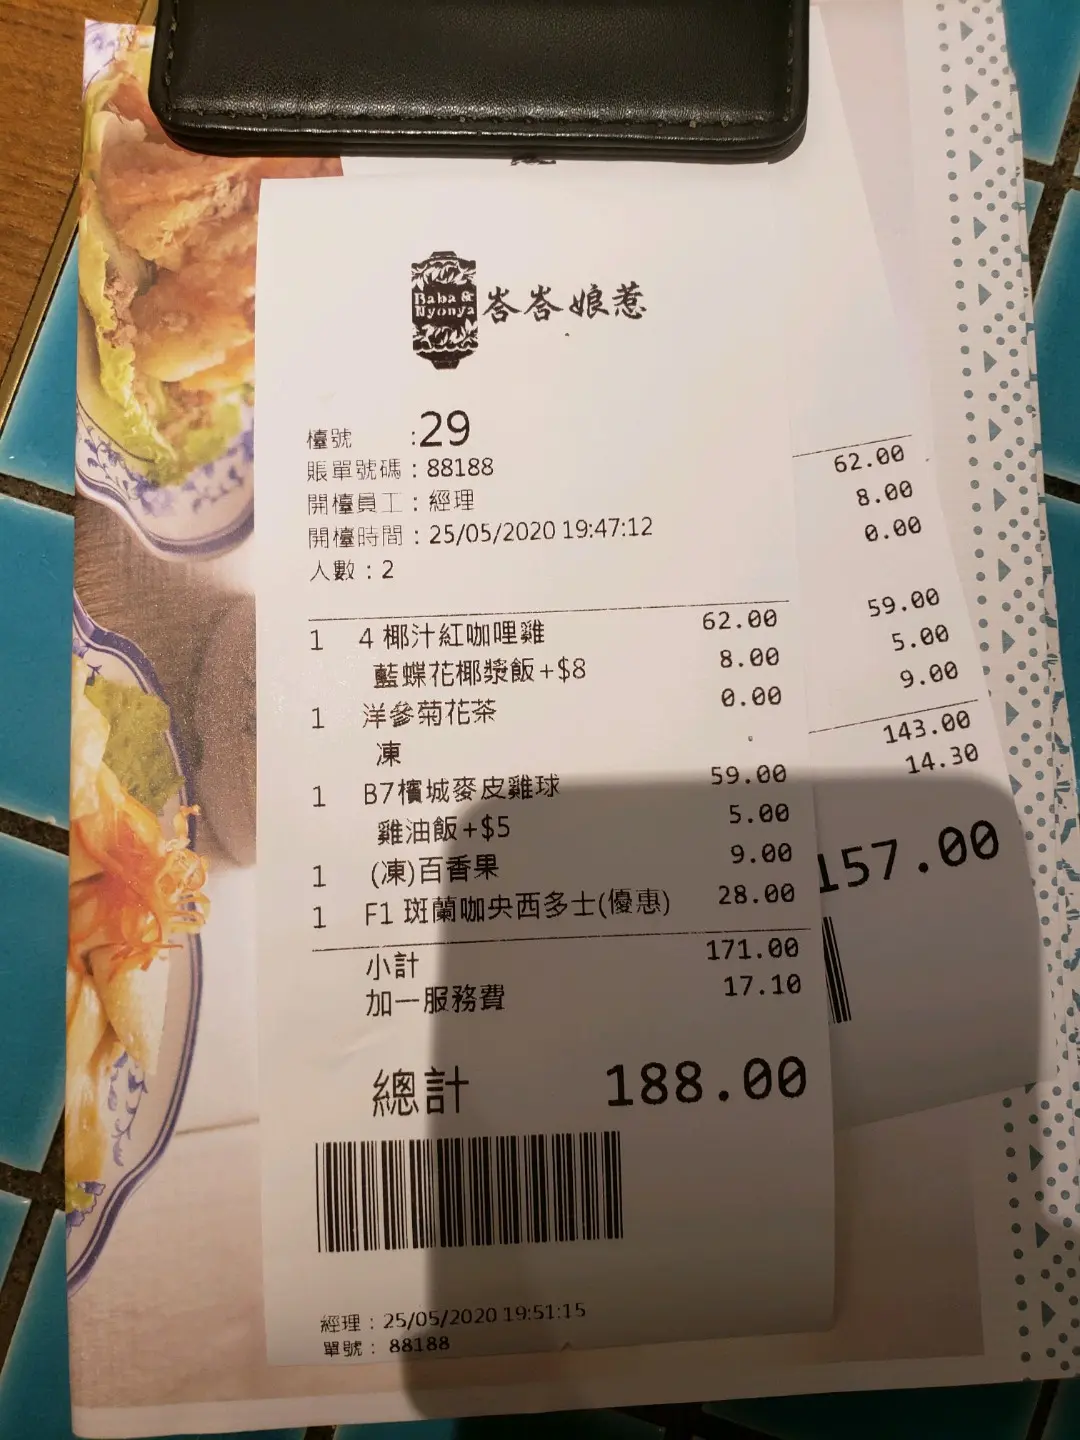 Baba &
Nyonya
峇峇娘惹
檯號 :29
賬單號碼：88188
開檯員工：經理
開檯時間：25/05/2020 19:47:12
人數：2
1 4 椰汁紅咖哩雞 62.00
藍蝶花椰漿飯+$8 8.00
1 洋參菊花茶 0.00
凍
1 B7檳城麥皮雞球 59.00
雞油飯+$5 5.00
1 (凍)百香果 9.00
1 F1 斑蘭咖央西多士(優惠) 28.00
小計 171.00
加一服務費 17.10
總計 188.00
經理：25/05/2020 19:51:15
單號：88188
62.00
8.00
0.00
59.00
5.00
9.00
143.00
14.30
157.00